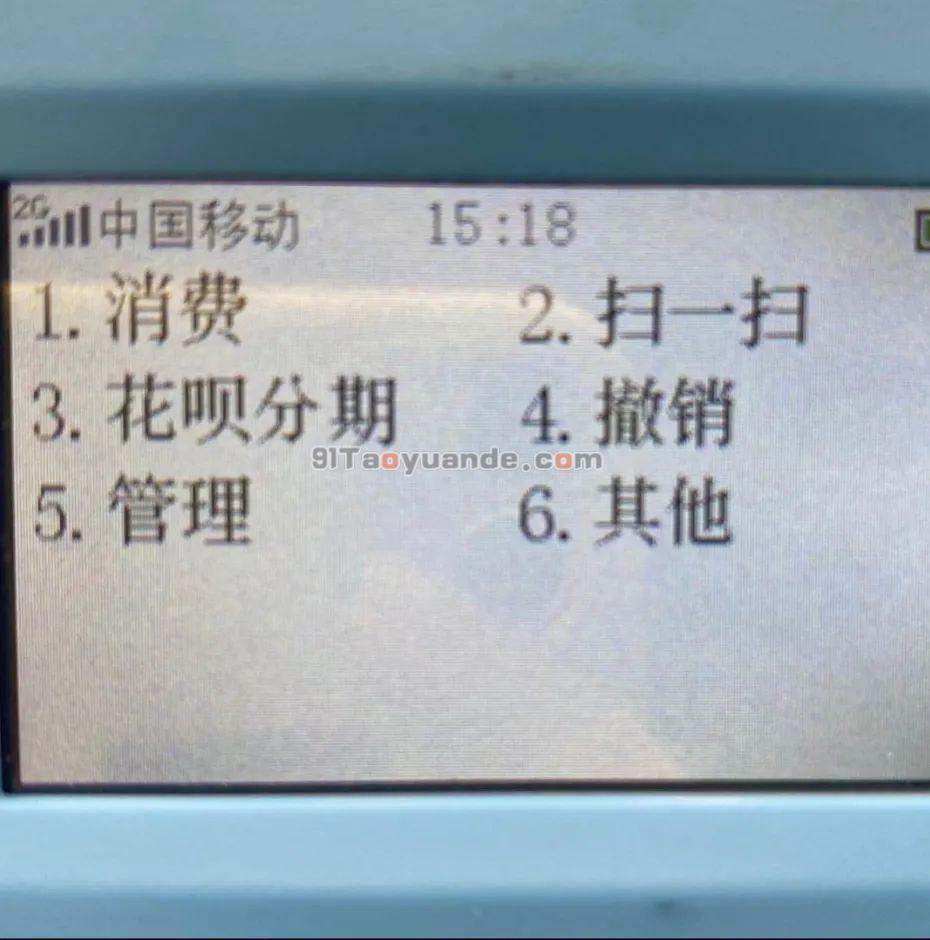 2G 中国移动 15:18
1. 消费 2. 扫一扫
3. 花呗分期 4. 撤销
91Taoyuande.com
5. 管理 6. 其他